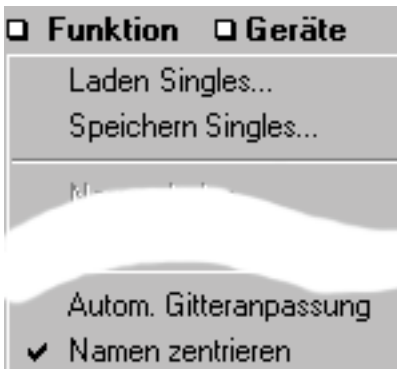 Funktion Geräte
Laden Singles...
Speichern Singles...
Autom. Gitteranpassung
Namen zentrieren